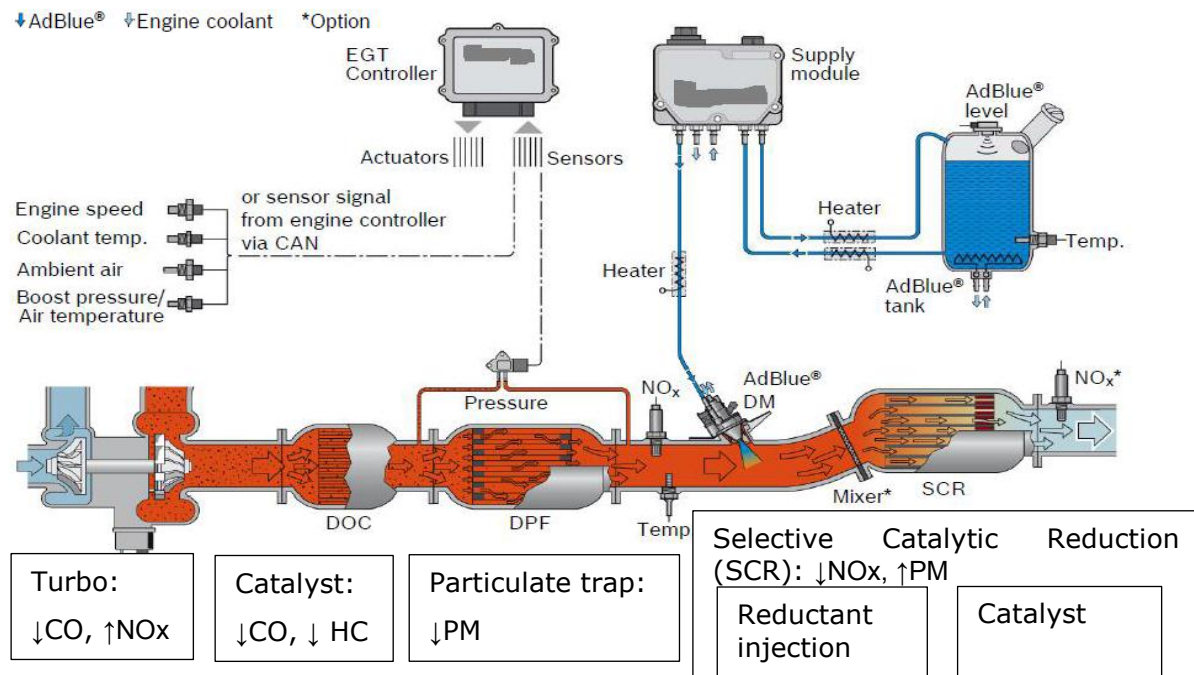 AdBlue® Engine coolant *Option
EGT
Controller
Supply
module
AdBlue®
level
Actuators
Sensors
Engine speed
Coolant temp.
Ambient air
Boost pressure/
Air temperature
or sensor signal
from engine controller
via CAN
Heater
Heater
Temp.
AdBlue®
tank
Pressure
NOx
AdBlue®
DM
NOx*
DOC
DPF
Temp
Mixer*
SCR
Turbo:
↓CO, ↑NOx
Catalyst:
↓CO, ↓ HC
Particulate trap:
↓PM
Selective Catalytic Reduction
(SCR): ↓NOx, ↑PM
Reductant
injection
Catalyst